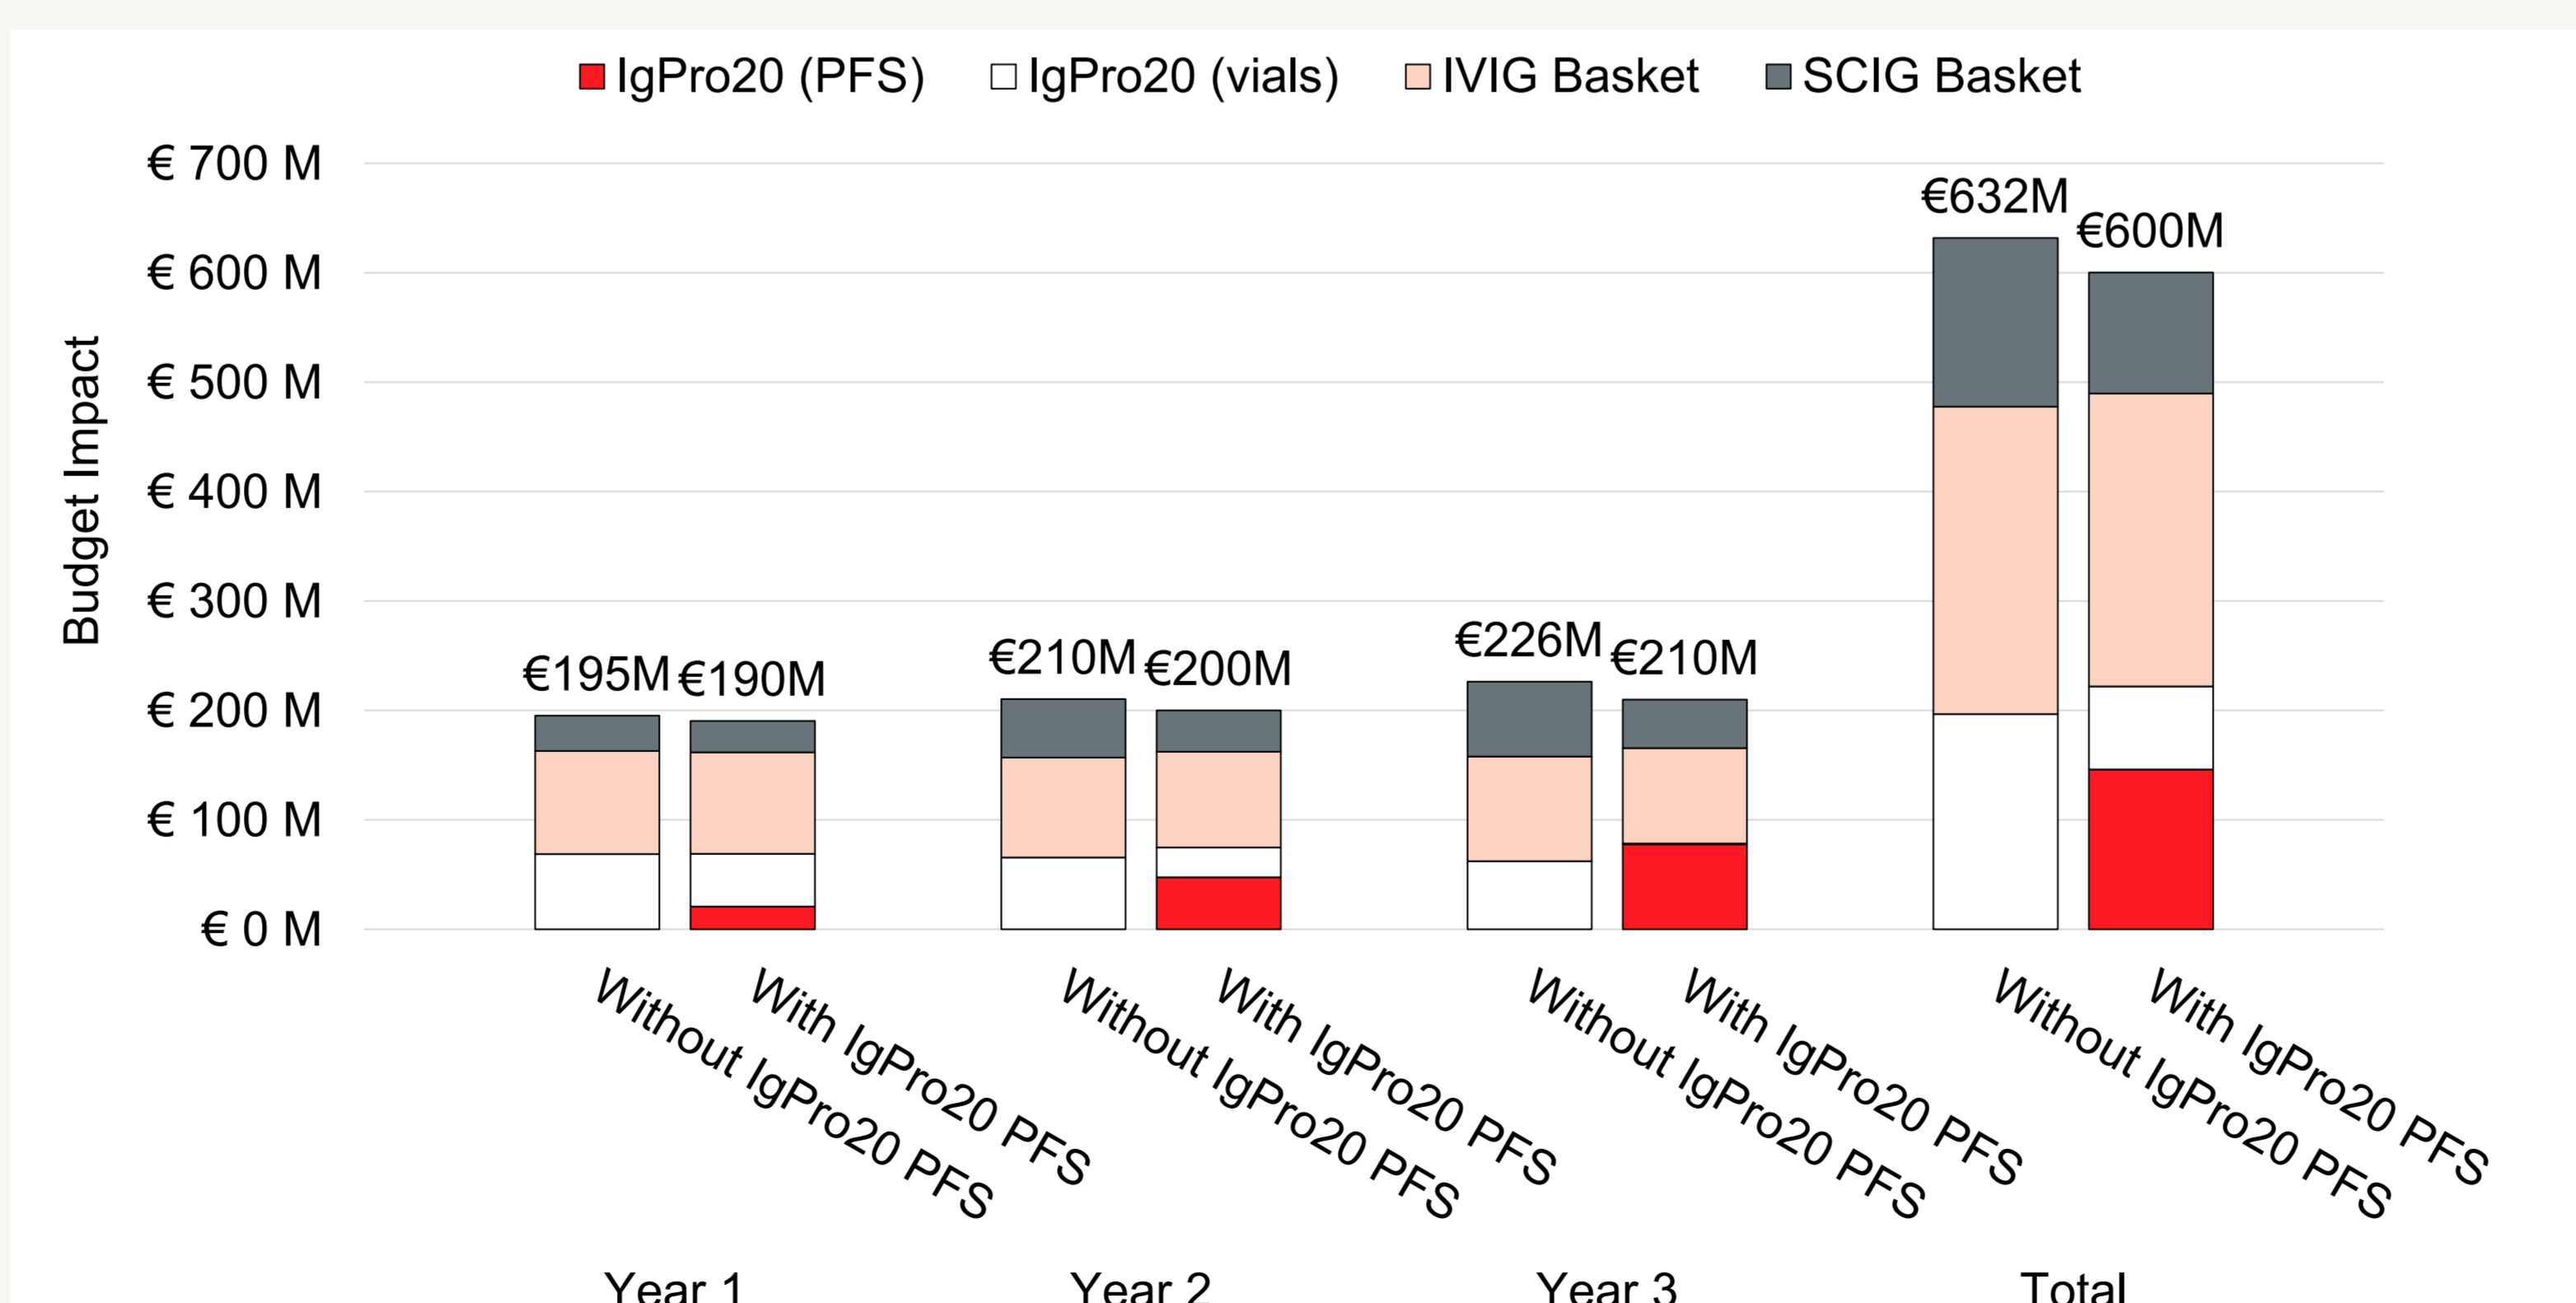 IgPro20 (PFS) IgPro20 (vials) IVIG Basket SCIG Basket
Budget Impact
€ 700 M
€ 600 M
€ 500 M
€ 400 M
€ 300 M
€ 200 M
€ 100 M
€ 0 M
€195M €190M €210M €200M €226M €210M €632M €600M
Without IgPro20 PFS
With IgPro20 PFS
Without IgPro20 PFS
With IgPro20 PFS
Without IgPro20 PFS
With IgPro20 PFS
Without IgPro20 PFS
With IgPro20 PFS
Year 1 Year 2 Year 3 Total